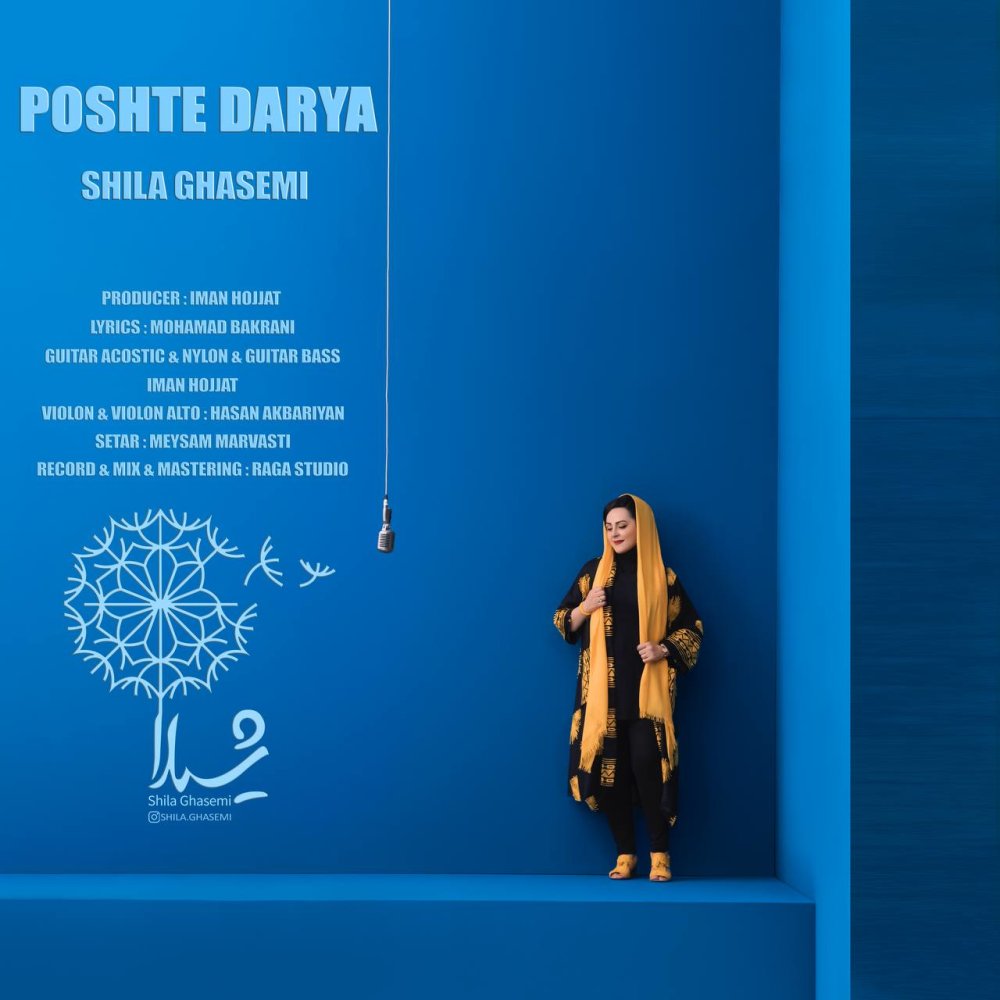 POSHTE DARYA
SHILA GHASEMI
PRODUCER : IMAN HOJJAT
LYRICS : MOHAMAD BAKRANI
GUITAR ACOSTIC & NYLON & GUITAR BASS
IMAN HOJJAT
VIOLON & VIOLON ALTO : HASAN AKBARIYAN
SETAR : MEYSAM MARVASTI
RECORD & MIX & MASTERING : RAGA STUDIO
شیلا
Shila Ghasemi
SHILA.GHASEMI